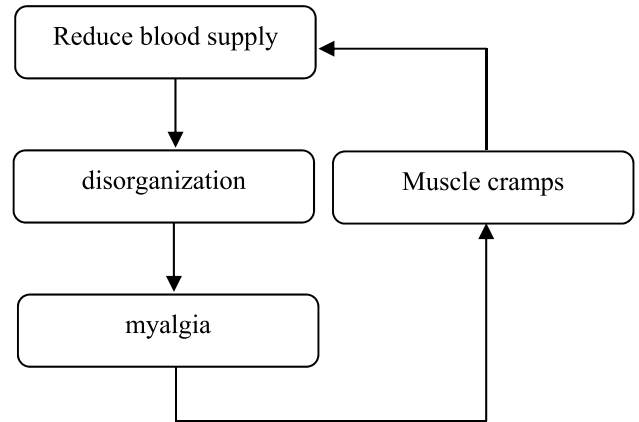 Reduce blood supply
disorganization
Muscle cramps
myalgia